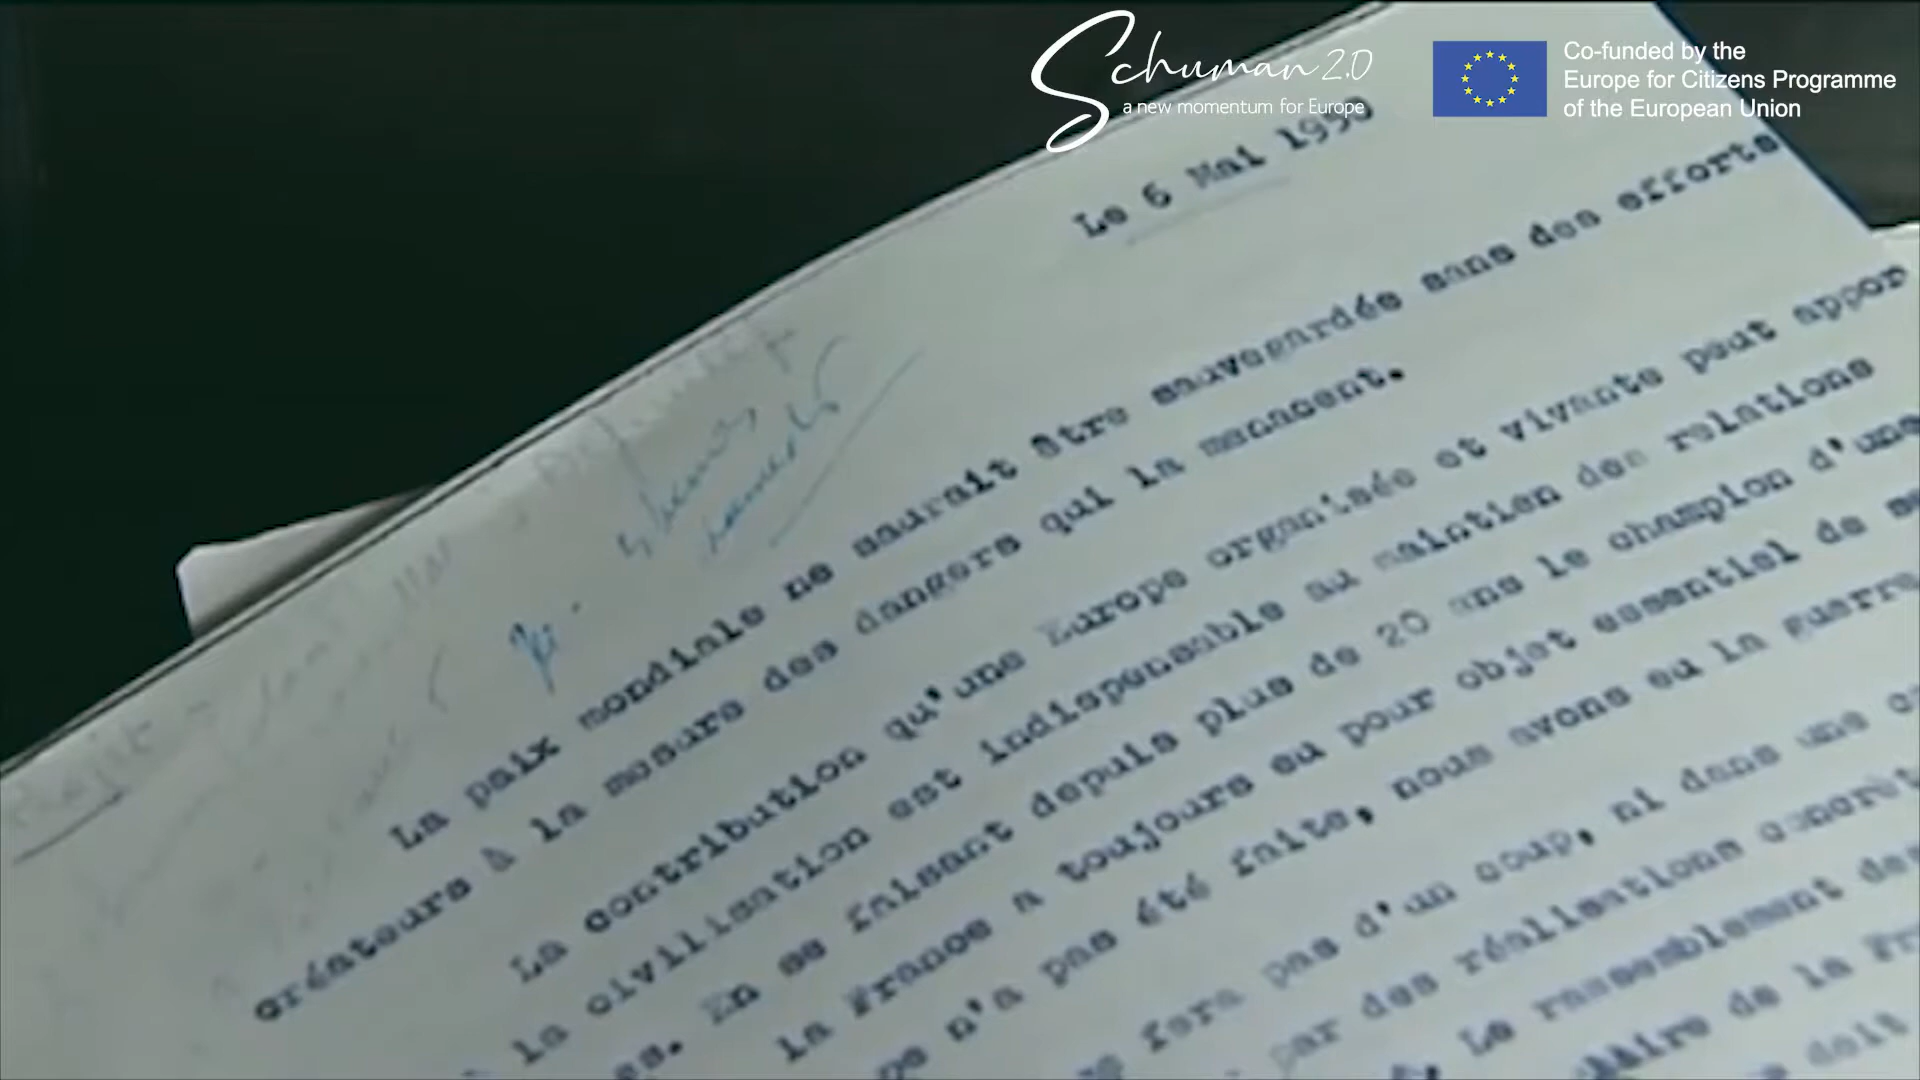 Schuman 2.0
a new momentum for Europe
Co-funded by the
Europe for Citizens Programme
of the European Union
Le 6 Mai 1950
La paix mondiale ne saurait être sauvegardée sans des efforts
créateurs à la mesure des dangers qui la menacent.
La contribution qu'une Europe organisée et vivante peut appor
la civilisation est indispensable au maintien des relations
es. En se faisant depuis plus de 20 ans le champion d'une
la France a toujours eu pour objet essentiel de
pe n'a pas été faite, nous avons eu la guerre
fera pas d'un coup, ni dans une
par des réalisations concrèt
Le rassemblement des
de la Fr
doit